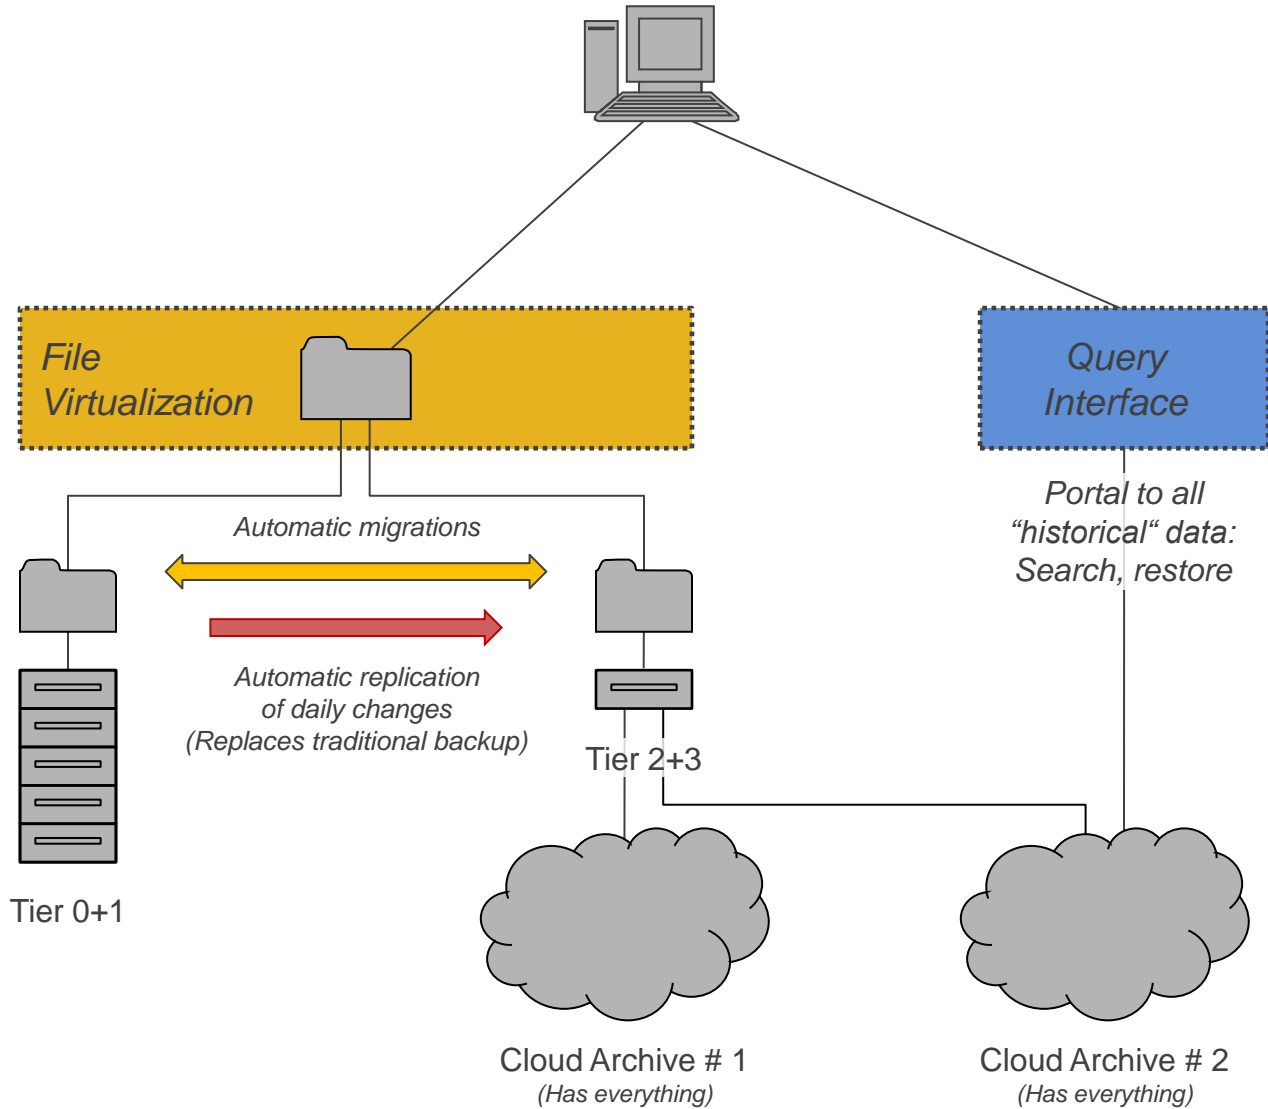 File
Virtualization
Query
Interface
Automatic migrations
Portal to all
“historical“ data:
Search, restore
Automatic replication
of daily changes
(Replaces traditional backup)
Tier 2+3
Tier 0+1
Cloud Archive # 1
(Has everything)
Cloud Archive # 2
(Has everything)